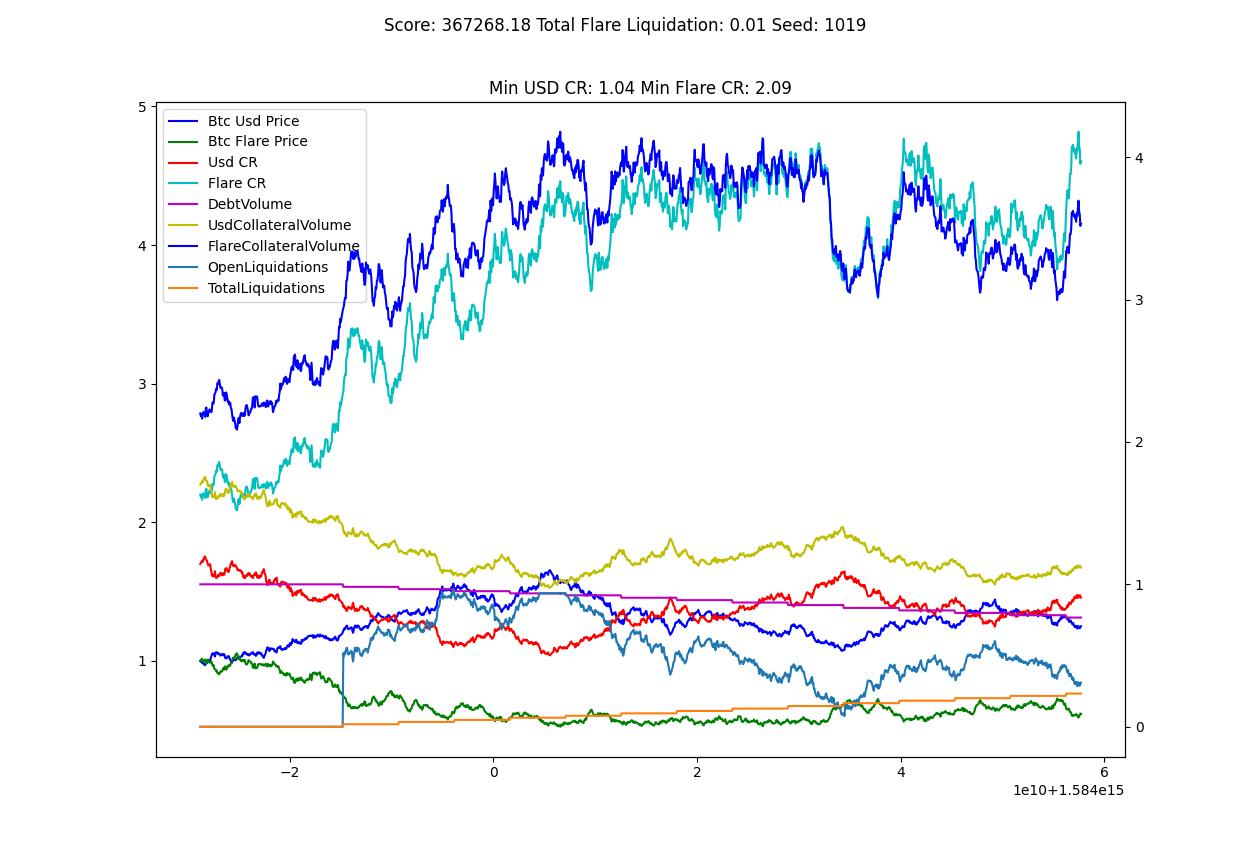 Score: 367268.18 Total Flare Liquidation: 0.01 Seed: 1019
Min USD CR: 1.04 Min Flare CR: 2.09
Btc Usd Price
Btc Flare Price
Usd CR
Flare CR
DebtVolume
UsdCollateralVolume
FlareCollateralVolume
OpenLiquidations
TotalLiquidations
5
4
3
2
1
4
3
2
1
0
−2
0
2
4
6
1e10+1.584e15